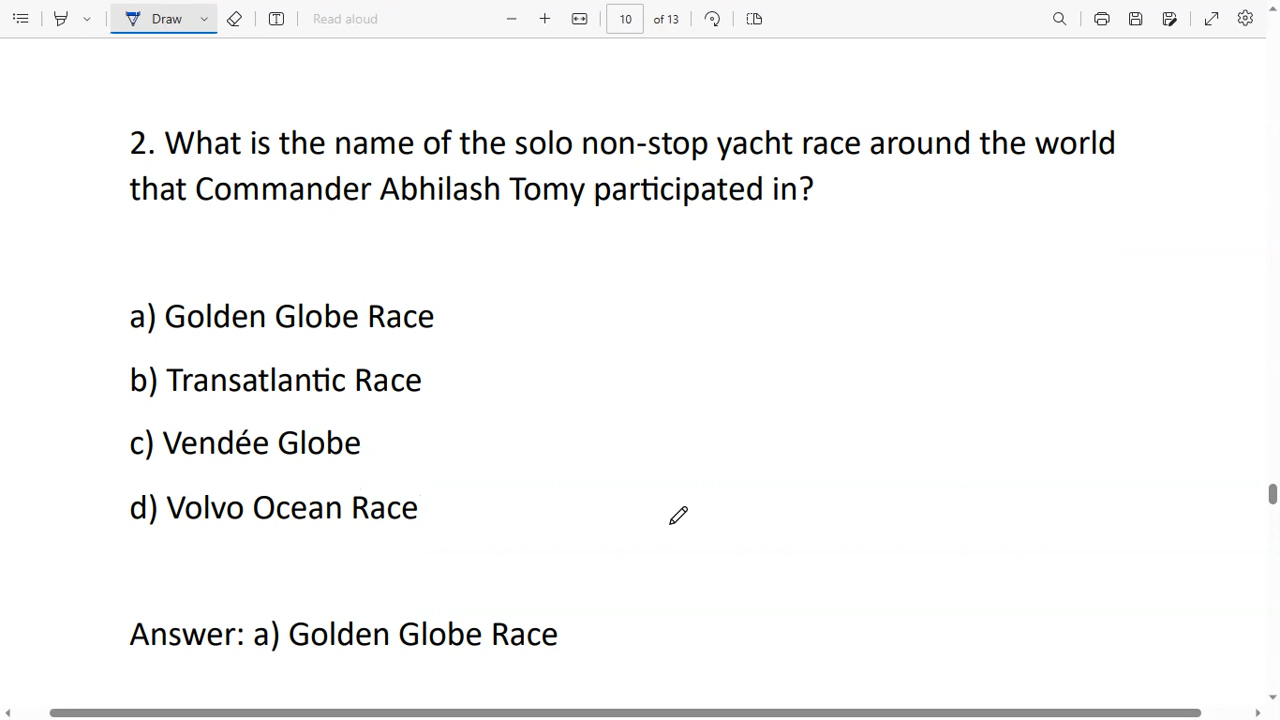 Draw
Read aloud
10
of 13
2. What is the name of the solo non-stop yacht race around the world
that Commander Abhilash Tomy participated in?
a) Golden Globe Race
b) Transatlantic Race
c) Vendée Globe
d) Volvo Ocean Race
Answer: a) Golden Globe Race